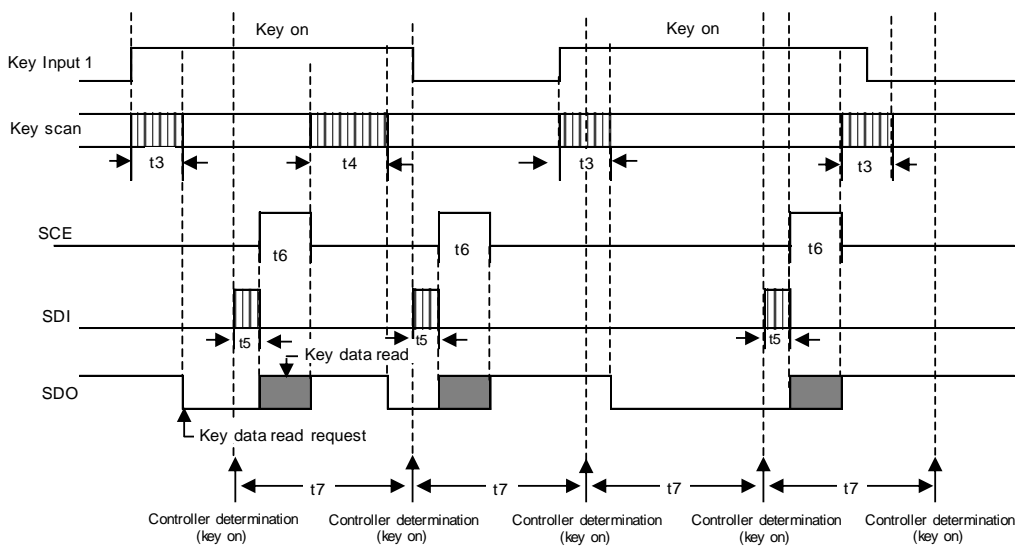 Key on
Key on
Key Input 1
Key scan
t3
t4
t3
t3
SCE
t6
t6
t6
SDI
t5
t5
t5
Key data read
SDO
Key data read request
t7
t7
t7
t7
Controller determination
(key on)
Controller determination
(key on)
Controller determination
(key on)
Controller determination
(key on)
Controller determination
(key on)